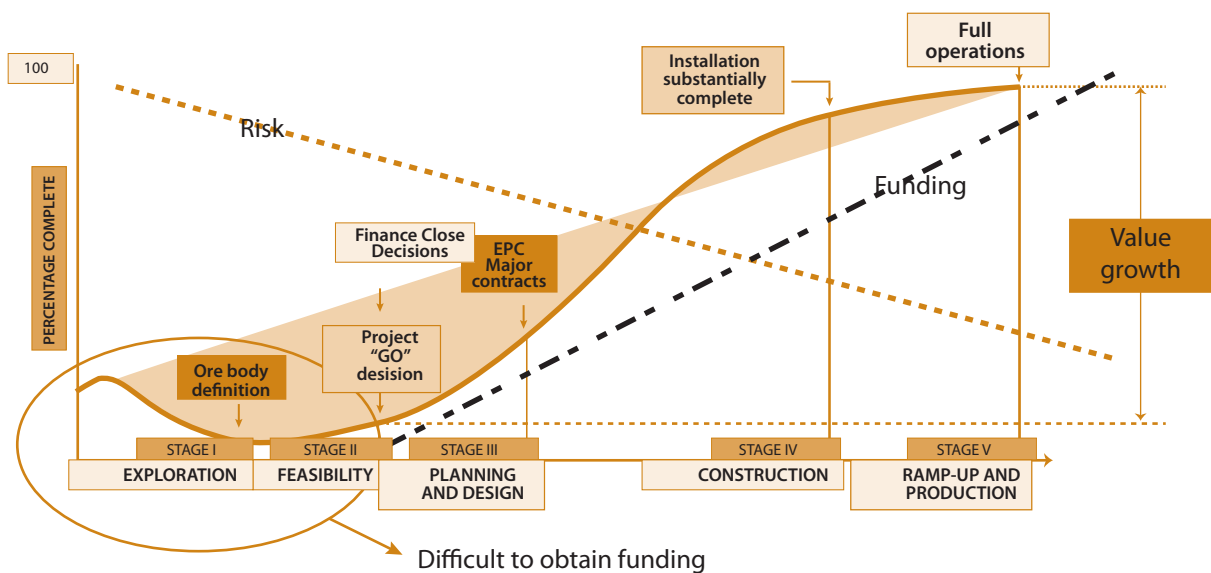 Full
operations
100
Installation
substantially
complete
Risk
Funding
PERCENTAGE COMPLETE
Finance Close
Decisions
EPC
Major
contracts
Value
growth
Project
“GO”
desision
Ore body
definition
STAGE I
STAGE II
STAGE III
STAGE IV
STAGE V
EXPLORATION
FEASIBILITY
PLANNING
AND DESIGN
CONSTRUCTION
RAMP-UP AND
PRODUCTION
Difficult to obtain funding